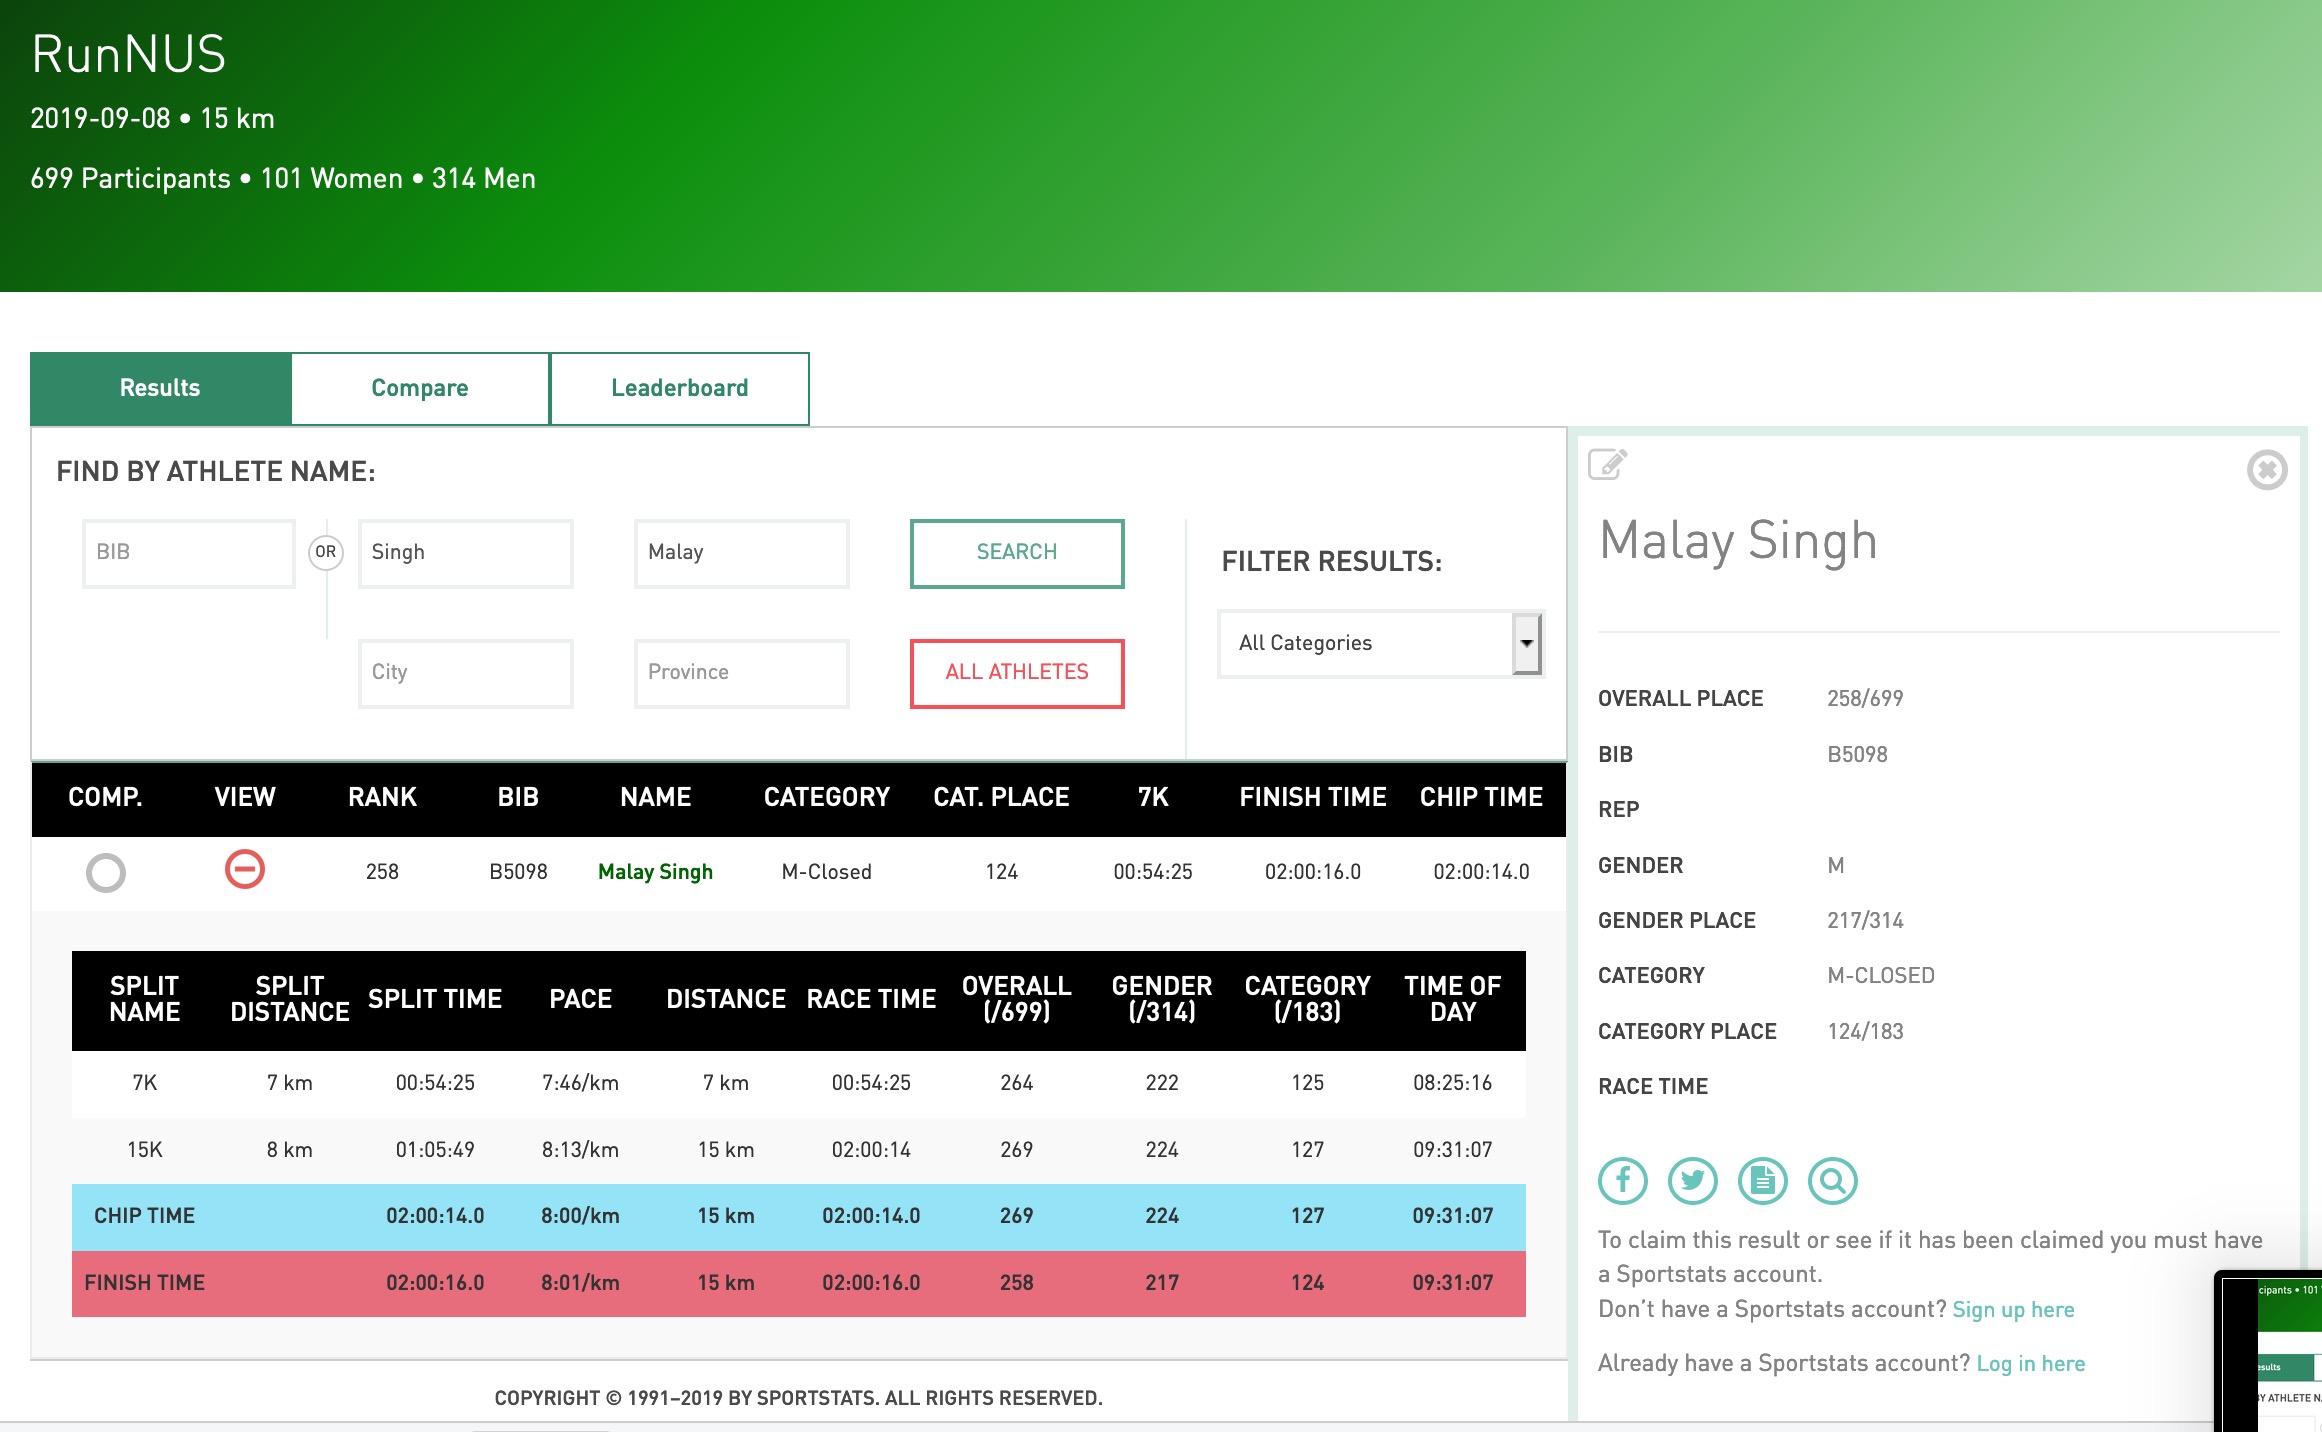 RunNUS
2019-09-08 • 15 km
699 Participants • 101 Women • 314 Men
Results Compare Leaderboard
FIND BY ATHLETE NAME:
BIB OR Singh Malay SEARCH
City Province ALL ATHLETES
FILTER RESULTS:
All Categories
COMP. VIEW RANK BIB NAME CATEGORY CAT. PLACE 7K FINISH TIME CHIP TIME
258 B5098 Malay Singh M-Closed 124 00:54:25 02:00:16.0 02:00:14.0
SPLIT NAME SPLIT DISTANCE SPLIT TIME PACE DISTANCE RACE TIME OVERALL (/699) GENDER (/314) CATEGORY (/183) TIME OF DAY
7K 7 km 00:54:25 7:46/km 7 km 00:54:25 264 222 125 08:25:16
15K 8 km 01:05:49 8:13/km 15 km 02:00:14 269 224 127 09:31:07
CHIP TIME 02:00:14.0 8:00/km 15 km 02:00:14.0 269 224 127 09:31:07
FINISH TIME 02:00:16.0 8:01/km 15 km 02:00:16.0 258 217 124 09:31:07
COPYRIGHT © 1991–2019 BY SPORTSTATS. ALL RIGHTS RESERVED.
Malay Singh
OVERALL PLACE 258/699
BIB B5098
REP
GENDER M
GENDER PLACE 217/314
CATEGORY M-CLOSED
CATEGORY PLACE 124/183
RACE TIME
To claim this result or see if it has been claimed you must have
a Sportstats account.
Don't have a Sportstats account? Sign up here
Already have a Sportstats account? Log in here
cipants • 101
esults
BY ATHLETE N